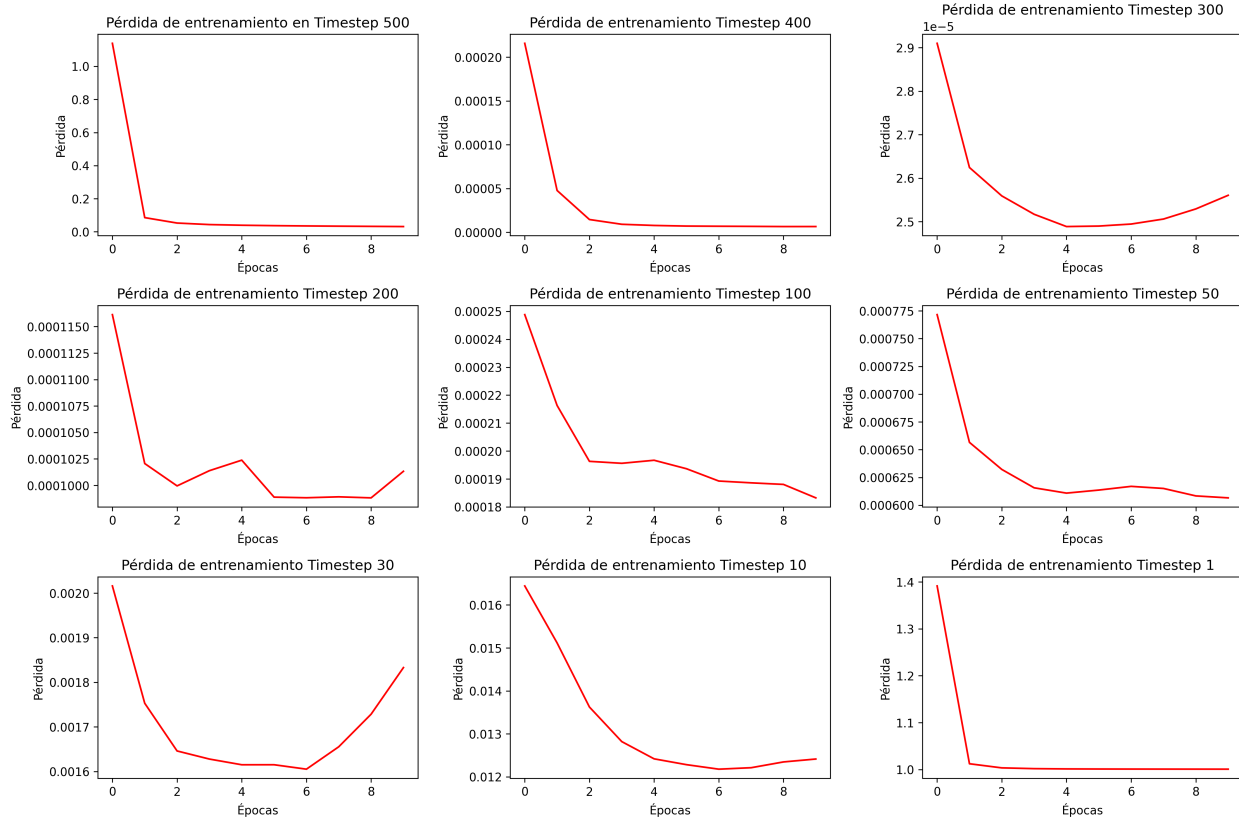 Pérdida de entrenamiento en Timestep 500
1.0
0.8
0.6
0.4
0.2
0.0
Pérdida
0 2 4 6 8
Épocas
Pérdida de entrenamiento Timestep 400
0.00020
0.00015
0.00010
0.00005
0.00000
Pérdida
0 2 4 6 8
Épocas
Pérdida de entrenamiento Timestep 300
1e−5
2.9
2.8
2.7
2.6
2.5
Pérdida
0 2 4 6 8
Épocas
Pérdida de entrenamiento Timestep 200
0.0001150
0.0001125
0.0001100
0.0001075
0.0001050
0.0001025
0.0001000
Pérdida
0 2 4 6 8
Épocas
Pérdida de entrenamiento Timestep 100
0.00025
0.00024
0.00023
0.00022
0.00021
0.00020
0.00019
0.00018
Pérdida
0 2 4 6 8
Épocas
Pérdida de entrenamiento Timestep 50
0.000775
0.000750
0.000725
0.000700
0.000675
0.000650
0.000625
0.000600
Pérdida
0 2 4 6 8
Épocas
Pérdida de entrenamiento Timestep 30
0.0020
0.0019
0.0018
0.0017
0.0016
Pérdida
0 2 4 6 8
Épocas
Pérdida de entrenamiento Timestep 10
0.016
0.015
0.014
0.013
0.012
Pérdida
0 2 4 6 8
Épocas
Pérdida de entrenamiento Timestep 1
1.4
1.3
1.2
1.1
1.0
Pérdida
0 2 4 6 8
Épocas